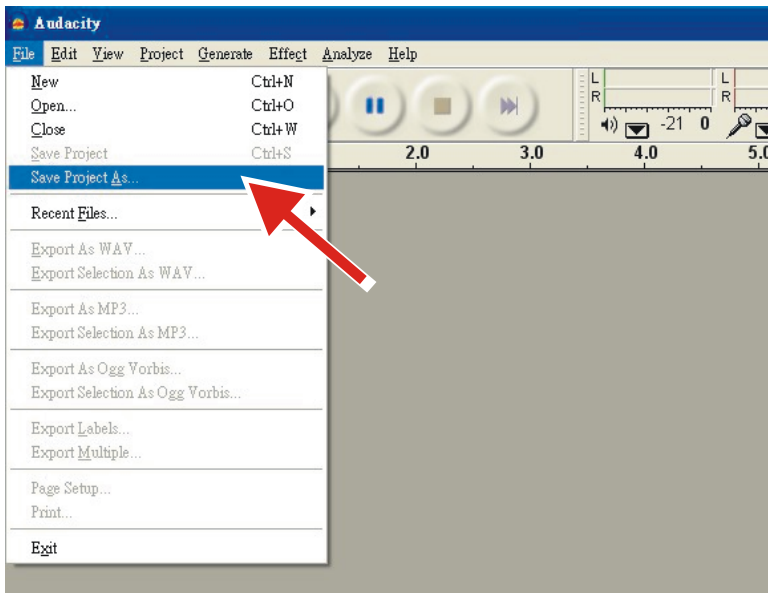 Audacity
File Edit View Project Generate Effect Analyze Help
New Ctrl+N
Open... Ctrl+O
Close Ctrl+W
Save Project Ctrl+S
Save Project As...
Recent Files...
Export As WAV...
Export Selection As WAV...
Export As MP3...
Export Selection As MP3...
Export As Ogg Vorbis...
Export Selection As Ogg Vorbis...
Export Labels...
Export Multiple...
Page Setup...
Print...
Exit
L L
R R
-21 0
2.0 3.0 4.0 5.0